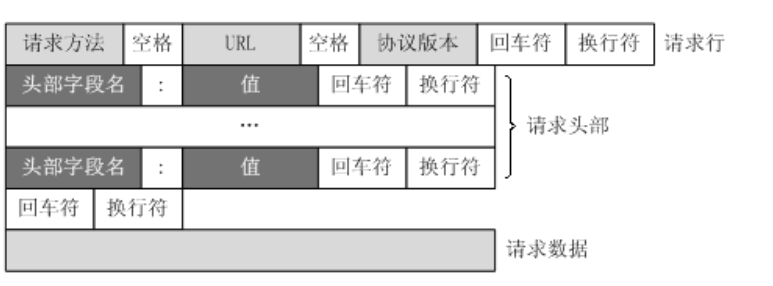 请求方法 空格 URL 空格 协议版本 回车符 换行符 请求行
头部字段名 : 值 回车符 换行符
… 请求头部
头部字段名 : 值 回车符 换行符
回车符 换行符
请求数据